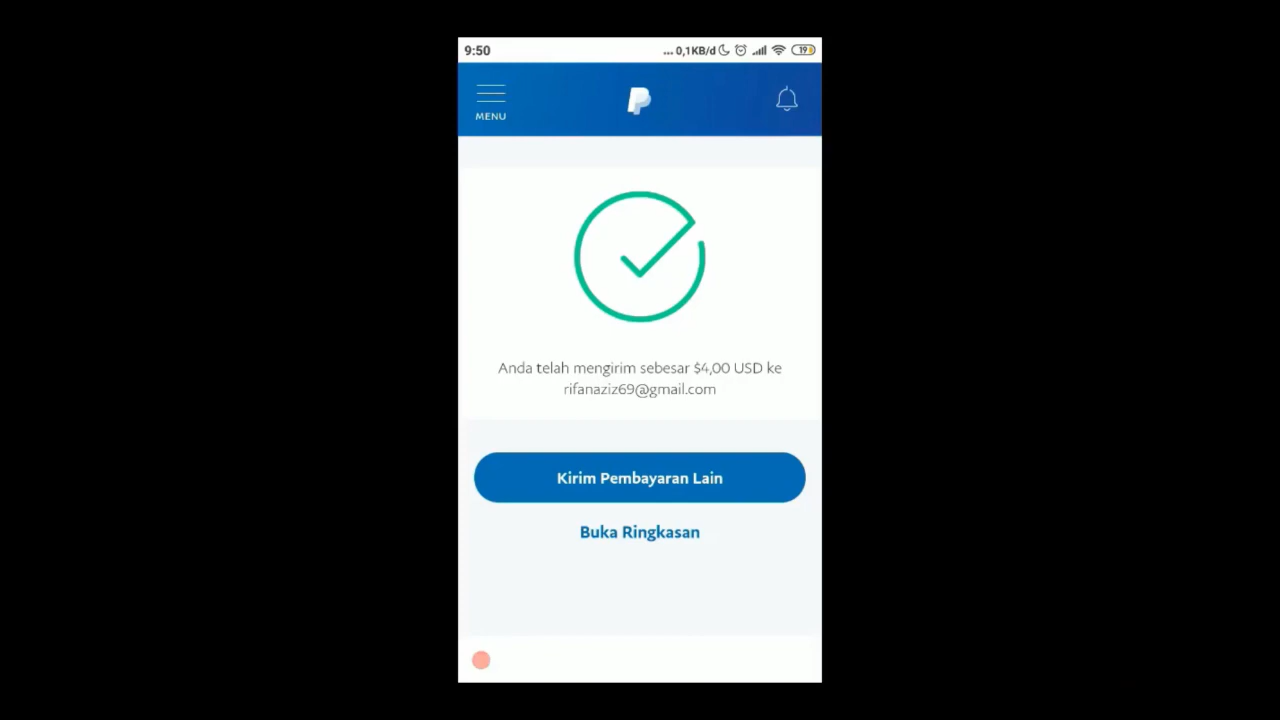 9:50
... 0,1KB/d
19
MENU
Anda telah mengirim sebesar $4,00 USD ke
rifanaziz69@gmail.com
Kirim Pembayaran Lain
Buka Ringkasan